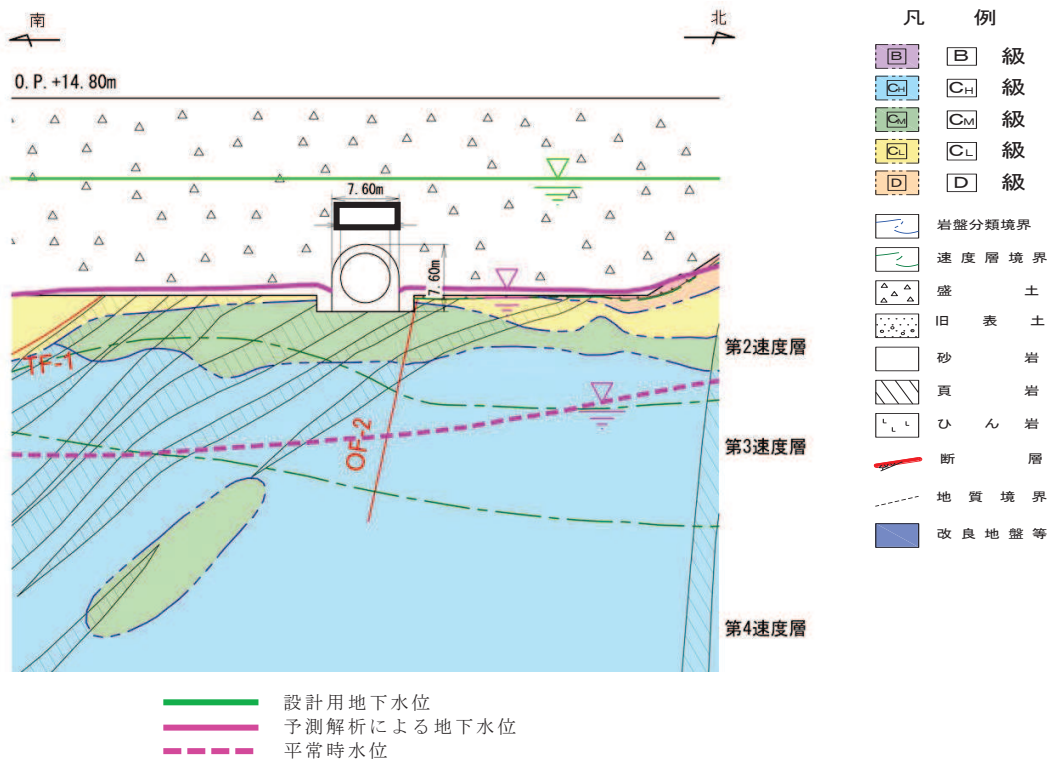 南
北
O.P.+14.80m
7.60m
7.60m
TF-1
OF-2
第2速度層
第3速度層
第4速度層
凡 例
B B 級
CH CH 級
CM CM 級
CL CL 級
D D 級
岩盤分類境界
速度層境界
盛土
旧表土
砂岩
頁岩
ひん岩
断層
地質境界
改良地盤等
設計用地下水位
予測解析による地下水位
平常時水位